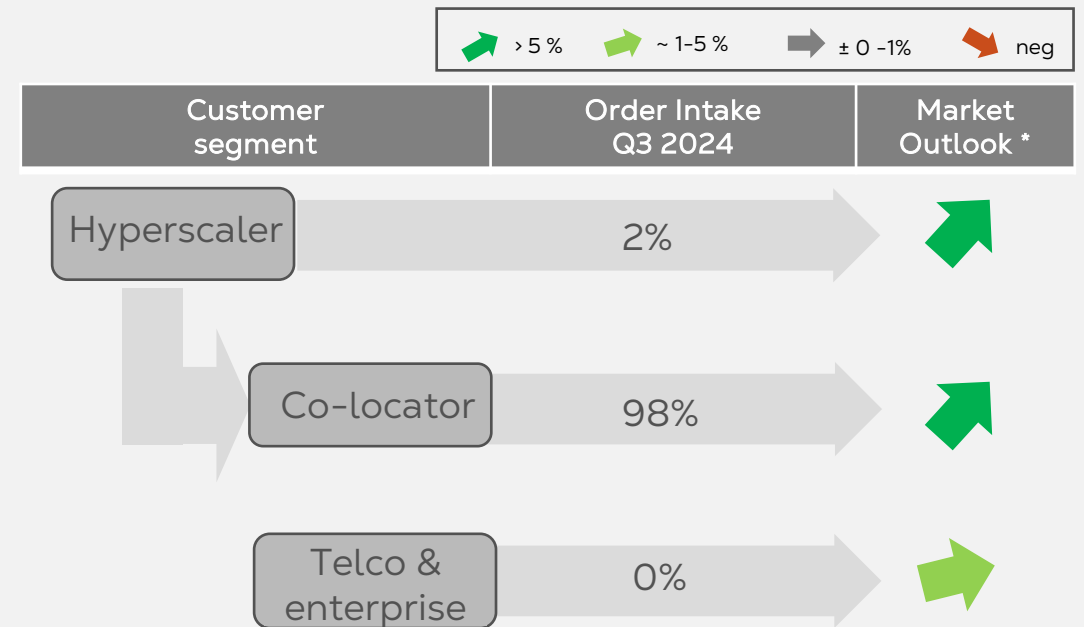 > 5 %
~ 1-5 %
± 0 -1%
neg
Customer
segment
Order Intake
Q3 2024
Market
Outlook *
Hyperscaler
2%
Co-locator
98%
Telco &
enterprise
0%